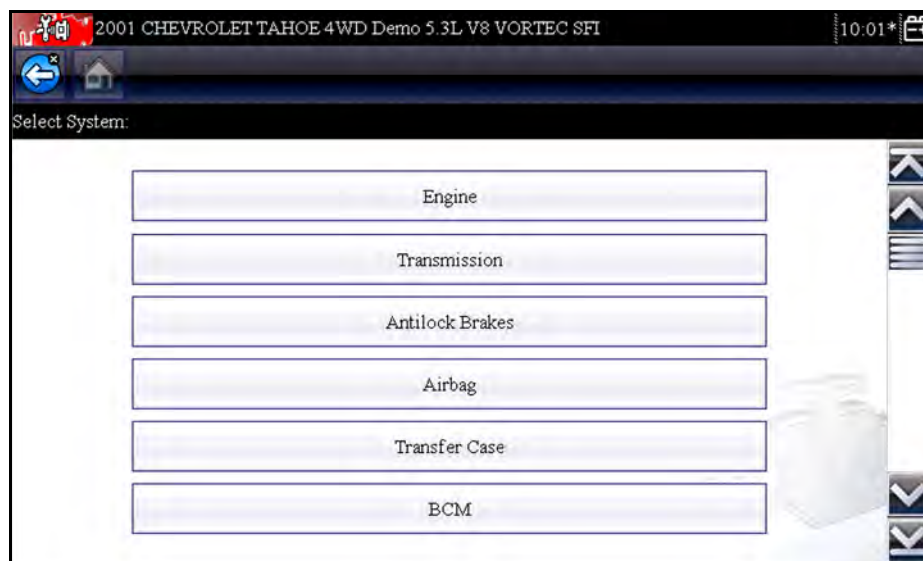 2001 CHEVROLET TAHOE 4WD Demo 5.3L V8 VORTEC SFI 10:01*
Select System:
Engine
Transmission
Antilock Brakes
Airbag
Transfer Case
BCM